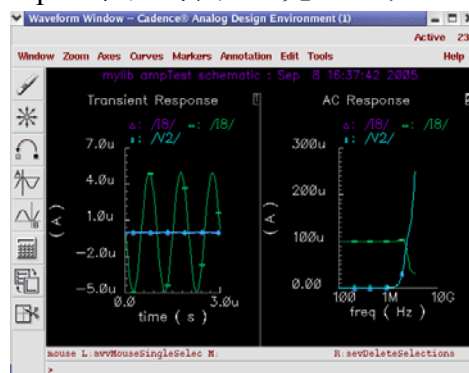 Waveform Window - Cadence® Analog Design Environment (1)
Active 23
Window Zoom Axes Curves Markers Annotation Edit Tools Help
mylib ampTest schematic : Sep 8 16:37:42 2005
Transient Response
▵: /I8/ ▫: /I8/
: /V2/
7.0u
4.0u
1.0u
-2.0u
-5.0u
( A )
0.0 3.0u
time ( s )
AC Response
▵: /I8/ ▫: /I8/
: /V2/
300u
200u
100u
0.00
( A )
100 1M 10G
freq ( Hz )
mouse L: awvMouseSingleSelec M: R: sevDeleteSelections
>